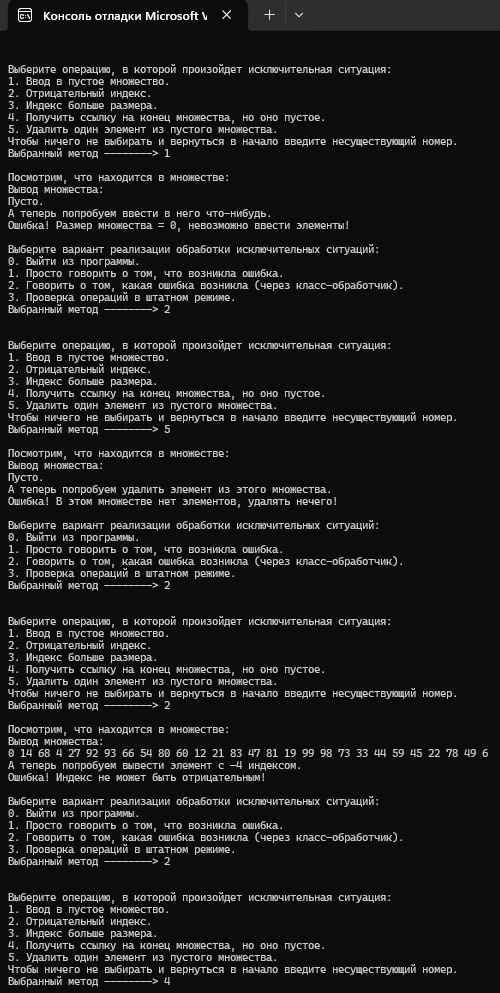 Консоль отладки Microsoft V
Выберите операцию, в которой произойдет исключительная ситуация:
1. Ввод в пустое множество.
2. Отрицательный индекс.
3. Индекс больше размера.
4. Получить ссылку на конец множества, но оно пустое.
5. Удалить один элемент из пустого множества.
Чтобы ничего не выбирать и вернуться в начало введите несуществующий номер.
Выбранный метод --------> 1
Посмотрим, что находится в множестве:
Вывод множества:
Пусто.
А теперь попробуем ввести в него что-нибудь.
Ошибка! Размер множества = 0, невозможно ввести элементы!
Выберите вариант реализации обработки исключительных ситуаций:
0. Выйти из программы.
1. Просто говорить о том, что возникла ошибка.
2. Говорить о том, какая ошибка возникла (через класс-обработчик).
3. Проверка операций в штатном режиме.
Выбранный метод --------> 2
Выберите операцию, в которой произойдет исключительная ситуация:
1. Ввод в пустое множество.
2. Отрицательный индекс.
3. Индекс больше размера.
4. Получить ссылку на конец множества, но оно пустое.
5. Удалить один элемент из пустого множества.
Чтобы ничего не выбирать и вернуться в начало введите несуществующий номер.
Выбранный метод --------> 5
Посмотрим, что находится в множестве:
Вывод множества:
Пусто.
А теперь попробуем удалить элемент из этого множества.
Ошибка! В этом множестве нет элементов, удалять нечего!
Выберите вариант реализации обработки исключительных ситуаций:
0. Выйти из программы.
1. Просто говорить о том, что возникла ошибка.
2. Говорить о том, какая ошибка возникла (через класс-обработчик).
3. Проверка операций в штатном режиме.
Выбранный метод --------> 2
Выберите операцию, в которой произойдет исключительная ситуация:
1. Ввод в пустое множество.
2. Отрицательный индекс.
3. Индекс больше размера.
4. Получить ссылку на конец множества, но оно пустое.
5. Удалить один элемент из пустого множества.
Чтобы ничего не выбирать и вернуться в начало введите несуществующий номер.
Выбранный метод --------> 2
Посмотрим, что находится в множестве:
Вывод множества:
0 14 68 4 27 92 93 66 54 80 60 12 21 83 47 81 19 99 98 73 33 44 59 45 22 78 49 6
А теперь попробуем вывести элемент с -4 индексом.
Ошибка! Индекс не может быть отрицательным!
Выберите вариант реализации обработки исключительных ситуаций:
0. Выйти из программы.
1. Просто говорить о том, что возникла ошибка.
2. Говорить о том, какая ошибка возникла (через класс-обработчик).
3. Проверка операций в штатном режиме.
Выбранный метод --------> 2
Выберите операцию, в которой произойдет исключительная ситуация:
1. Ввод в пустое множество.
2. Отрицательный индекс.
3. Индекс больше размера.
4. Получить ссылку на конец множества, но оно пустое.
5. Удалить один элемент из пустого множества.
Чтобы ничего не выбирать и вернуться в начало введите несуществующий номер.
Выбранный метод --------> 4